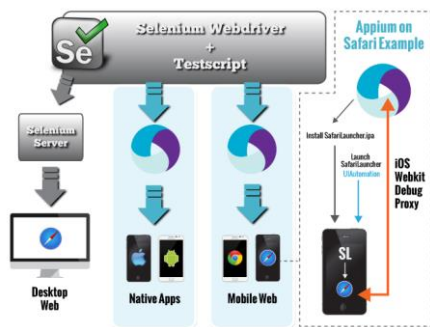 Selenium Webdriver
+
Testscript
Se
Selenium
Server
Desktop
Web
Native Apps
Mobile Web
Appium on
Safari Example
Install SafariLauncher.ipa
Launch
SafariLauncher
UIAutomation
iOS
Webkit
Debug
Proxy
SL